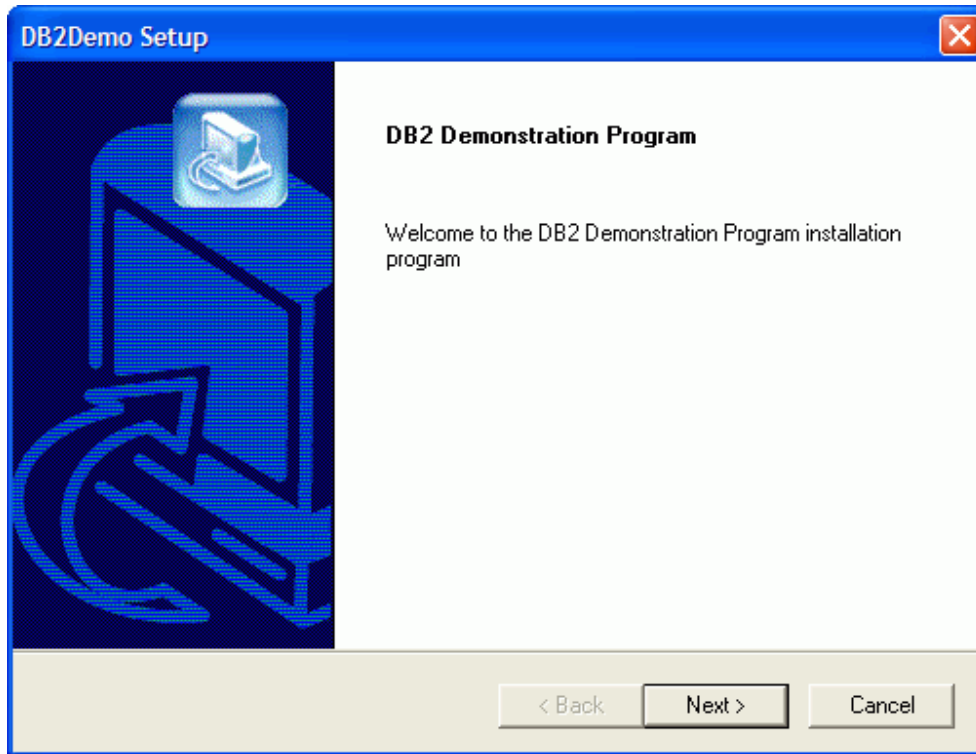 DB2Demo Setup
DB2 Demonstration Program
Welcome to the DB2 Demonstration Program installation
program
< Back
Next >
Cancel